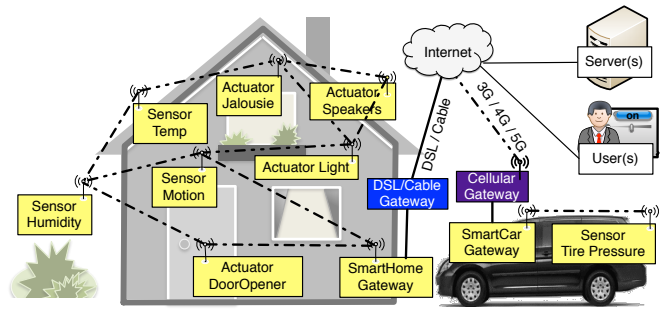 Internet
Server(s)
on
User(s)
3G / 4G / 5G
DSL / Cable
Actuator
Jalousie
Actuator
Speakers
Sensor
Temp
Actuator Light
Sensor
Motion
DSL/Cable
Gateway
Cellular
Gateway
Sensor
Humidity
Actuator
DoorOpener
SmartHome
Gateway
SmartCar
Gateway
Sensor
Tire Pressure